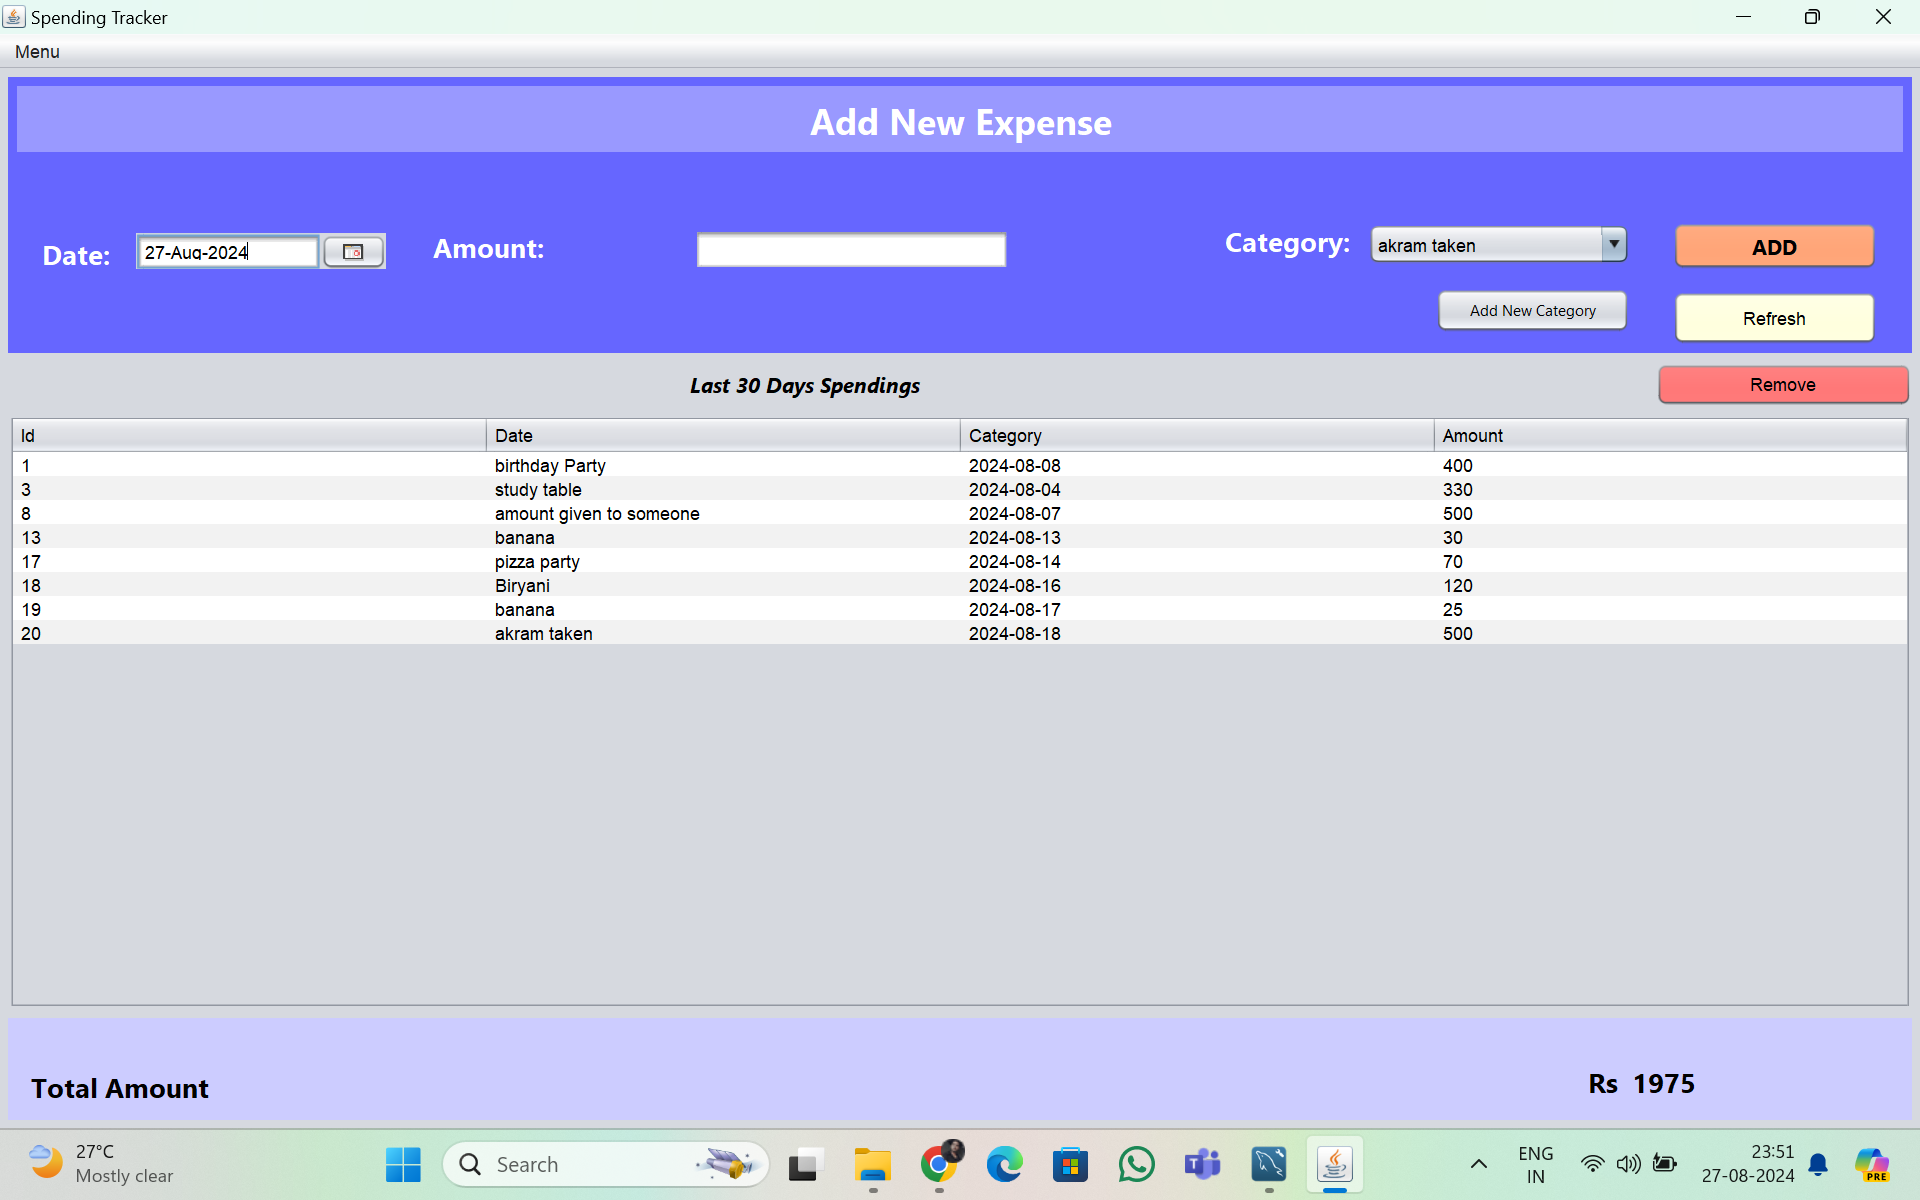 Spending Tracker
Menu
Add New Expense
Date: 27-Aug-2024 Amount: Category: akram taken ADD
Add New Category Refresh
Last 30 Days Spendings Remove
Id Date Category Amount
1 birthday Party 2024-08-08 400
3 study table 2024-08-04 330
8 amount given to someone 2024-08-07 500
13 banana 2024-08-13 30
17 pizza party 2024-08-14 70
18 Biryani 2024-08-16 120
19 banana 2024-08-17 25
20 akram taken 2024-08-18 500
Total Amount Rs 1975
27°C
Mostly clear
Search
ENG
IN
23:51
27-08-2024
PRE